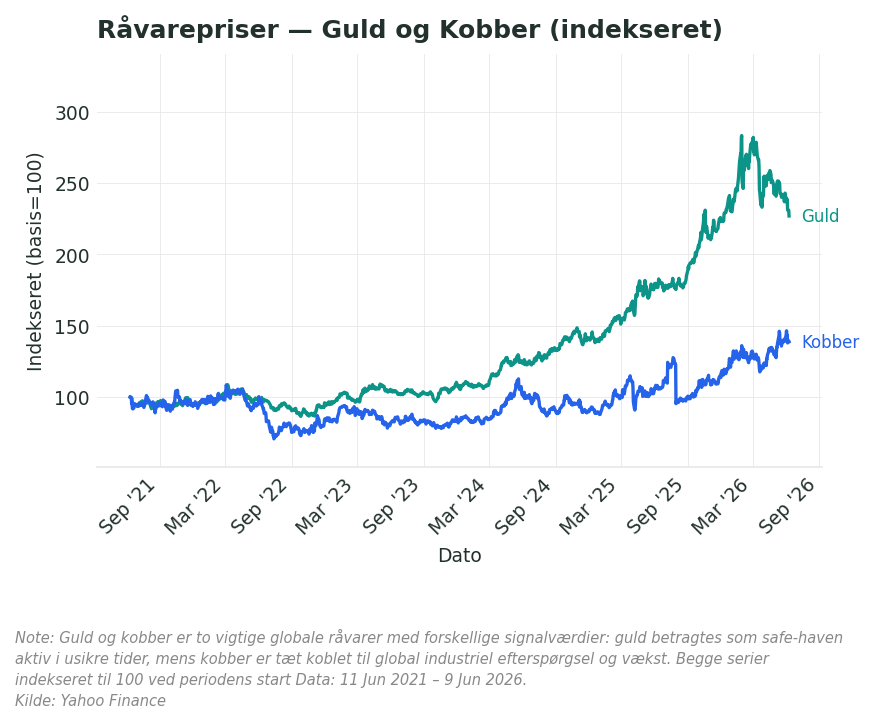 Råvarepriser — Guld og Kobber (indekseret)
Indekseret (basis=100)
300
250
200
150
100
Guld
Kobber
Sep '21
Mar '22
Sep '22
Mar '23
Sep '23
Mar '24
Sep '24
Mar '25
Sep '25
Mar '26
Sep '26
Dato
Note: Guld og kobber er to vigtige globale råvarer med forskellige signalværdier: guld betragtes som safe-haven
aktiv i usikre tider, mens kobber er tæt koblet til global industriel efterspørgsel og vækst. Begge serier
indekseret til 100 ved periodens start Data: 11 Jun 2021 – 9 Jun 2026.
Kilde: Yahoo Finance